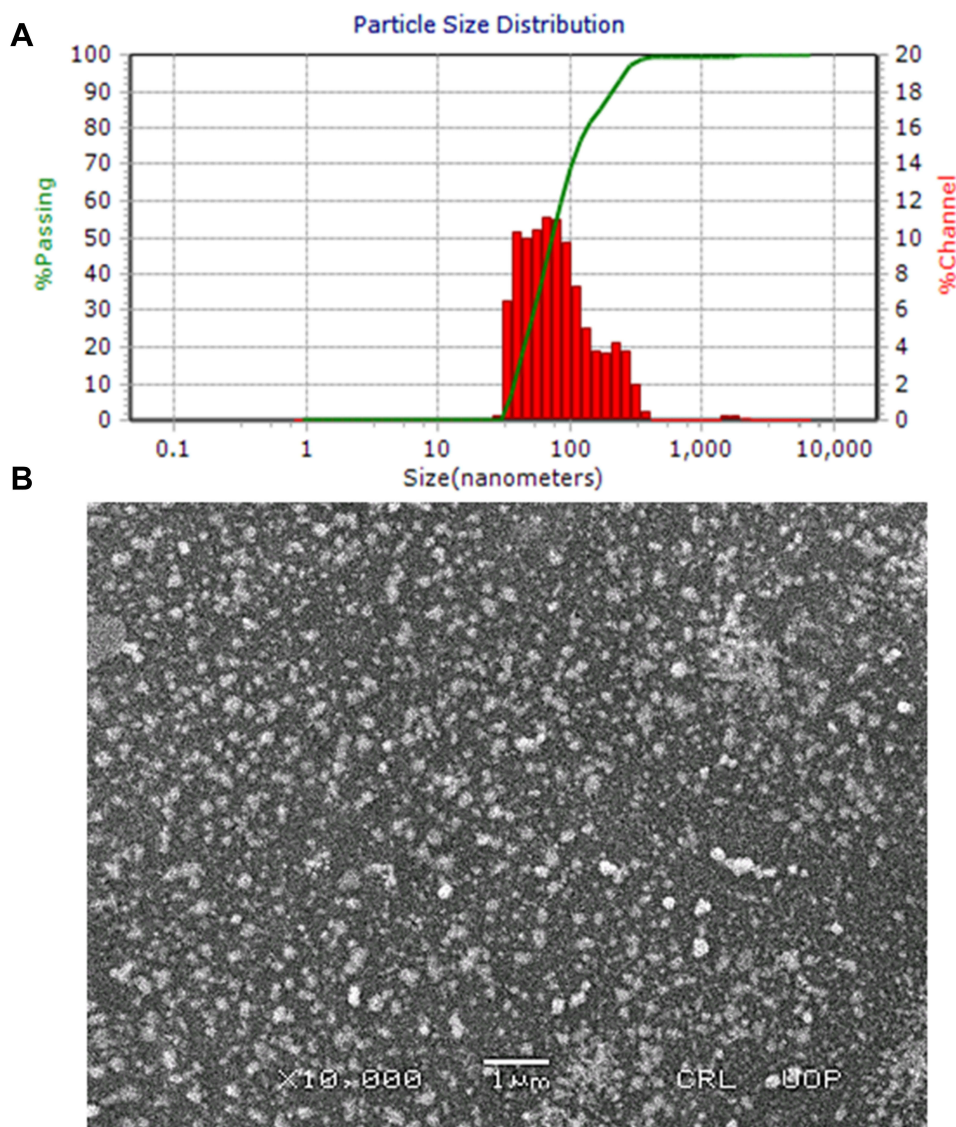 A
Particle Size Distribution
100
90
80
70
60
50
40
30
20
10
0
%Passing
20
18
16
14
12
10
8
6
4
2
0
%Channel
0.1 1 10 100 1,000 10,000
Size(nanometers)
B
X10,000 1µm CRL UOP